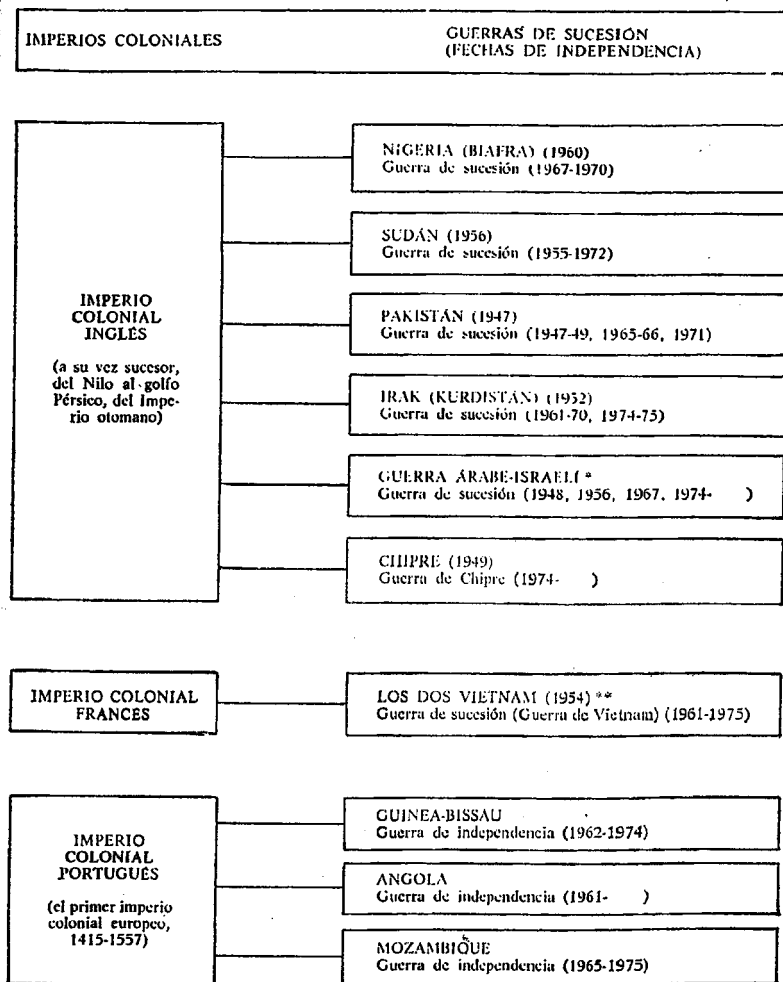 IMPERIOS COLONIALES
GUERRAS DE SUCESIÓN
(FECHAS DE INDEPENDENCIA)
IMPERIO
COLONIAL
INGLÉS
(a su vez sucesor,
del Nilo al golfo
Pérsico, del Impe-
rio otomano)
NIGERIA (BIAFRA) (1960)
Guerra de sucesión (1967-1970)
SUDÁN (1956)
Guerra de sucesión (1955-1972)
PAKISTÁN (1947)
Guerra de sucesión (1947-49, 1965-66, 1971)
IRAK (KURDISTÁN) (1932)
Guerra de sucesión (1961-70, 1974-75)
GUERRA ÁRABE-ISRAELÍ *
Guerra de sucesión (1948, 1956, 1967, 1974- )
CHIPRE (1949)
Guerra de Chipre (1974- )
IMPERIO COLONIAL
FRANCÉS
LOS DOS VIETNAM (1954) **
Guerra de sucesión (Guerra de Vietnam) (1961-1975)
IMPERIO
COLONIAL
PORTUGUÉS
(el primer imperio
colonial europeo,
1415-1557)
GUINEA-BISSAU
Guerra de independencia (1962-1974)
ANGOLA
Guerra de independencia (1961- )
MOZAMBIQUE
Guerra de independencia (1965-1975)